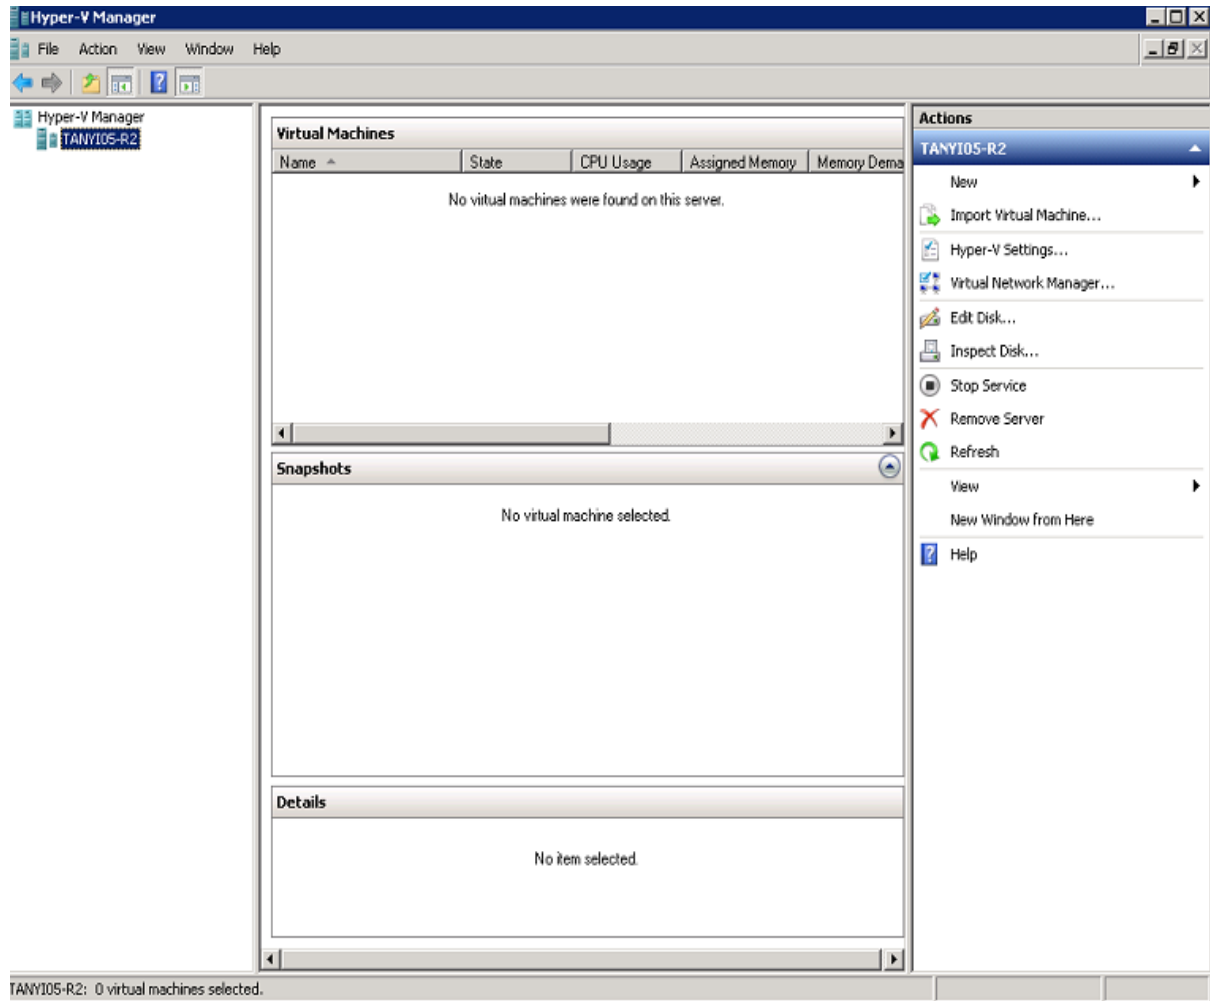 Hyper-V Manager
File Action View Window Help
Hyper-V Manager
TANYI05-R2
Virtual Machines
Name State CPU Usage Assigned Memory Memory Dema
No virtual machines were found on this server.
Snapshots
No virtual machine selected.
Details
No item selected.
Actions
TANYI05-R2
New
Import Virtual Machine...
Hyper-V Settings...
Virtual Network Manager...
Edit Disk...
Inspect Disk...
Stop Service
Remove Server
Refresh
View
New Window from Here
Help
TANYI05-R2: 0 virtual machines selected.